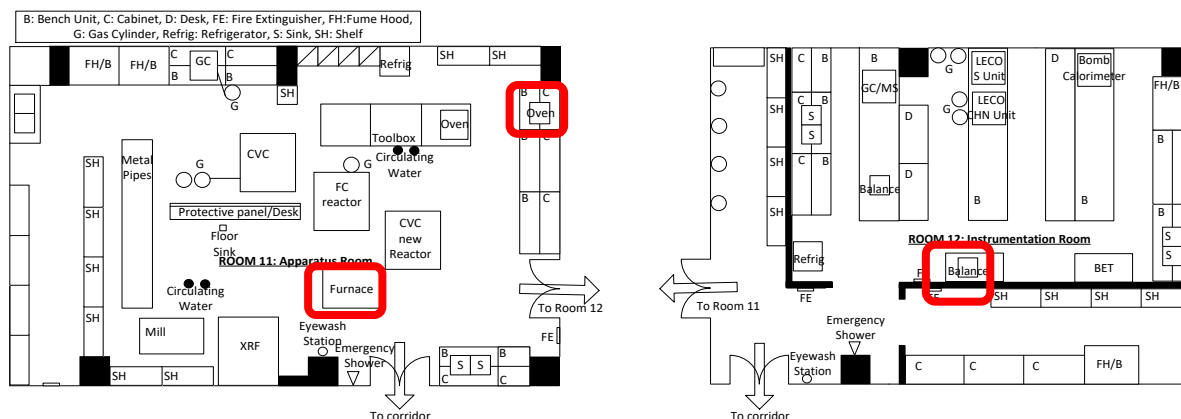 B: Bench Unit, C: Cabinet, D: Desk, FE: Fire Extinguisher, FH:Fume Hood,
G: Gas Cylinder, Refrig: Refrigerator, S: Sink, SH: Shelf
FH/B
FH/B
C
B
GC
C
B
G
SH
Refrig
SH
SH
B
C
Oven
Toolbox
Oven
Circulating
Water
Metal
Pipes
SH
CVC
G
G
FC
reactor
B
C
B
C
SH
Protective panel/Desk
Floor
Sink
CVC
new
Reactor
ROOM 11: Apparatus Room
SH
Circulating
Water
Furnace
To Room 12
SH
Mill
XRF
Eyewash
Station
Emergency
Shower
FE
SH
SH
B
C
S
S
B
C
To corridor
SH
C
B
B
GC/MS
G
LECO
S Unit
D
Bomb
Calorimeter
FH/B
SH
C
B
S
S
D
G
LECO
CHN Unit
SH
C
B
D
B
Balance
SH
B
B
B
S
S
ROOM 12: Instrumentation Room
Refrig
Balance
BET
To Room 11
FE
FE
SH
SH
SH
SH
Emergency
Shower
Eyewash
Station
C
C
C
FH/B
To corridor